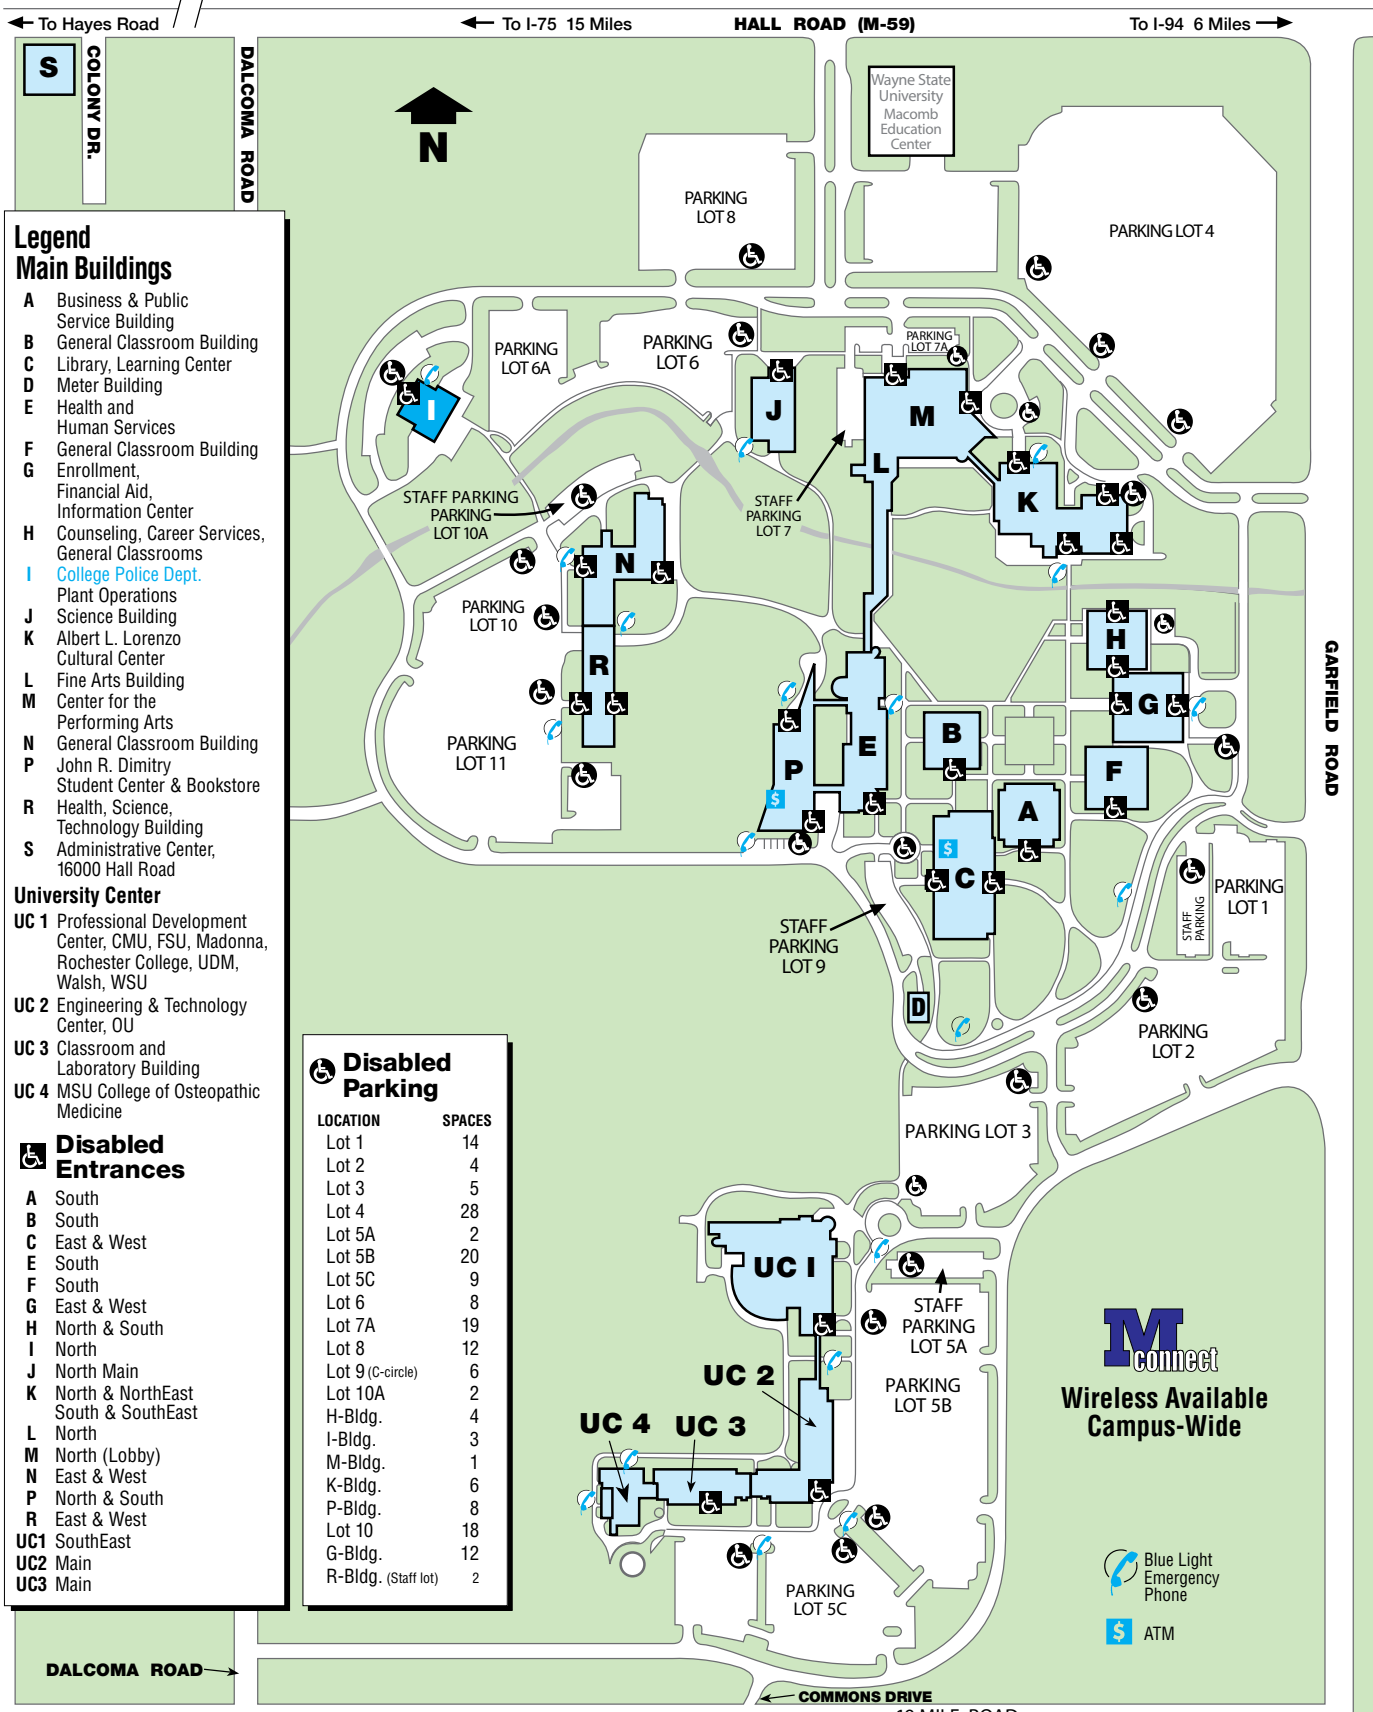 To Hayes Road
To I-75 15 Miles
HALL ROAD (M-59)
To I-94 6 Miles
S
COLONY DR.
DALCOMA ROAD
N
Wayne State
University
Macomb
Education
Center
PARKING
LOT 8
PARKING LOT 4
Legend
Main Buildings
A Business & Public
Service Building
B General Classroom Building
C Library, Learning Center
D Meter Building
E Health and
Human Services
F General Classroom Building
G Enrollment,
Financial Aid,
Information Center
H Counseling, Career Services,
General Classrooms
I College Police Dept.
Plant Operations
J Science Building
K Albert L. Lorenzo
Cultural Center
L Fine Arts Building
M Center for the
Performing Arts
N General Classroom Building
P John R. Dimitry
Student Center & Bookstore
R Health, Science,
Technology Building
S Administrative Center,
16000 Hall Road
University Center
UC 1 Professional Development
Center, CMU, FSU, Madonna,
Rochester College, UDM,
Walsh, WSU
UC 2 Engineering & Technology
Center, OU
UC 3 Classroom and
Laboratory Building
UC 4 MSU College of Osteopathic
Medicine
Disabled
Entrances
A South
B South
C East & West
E South
F South
G East & West
H North & South
I North
J North Main
K North & NorthEast
South & SouthEast
L North
M North (Lobby)
N East & West
P North & South
R East & West
UC1 SouthEast
UC2 Main
UC3 Main
PARKING
LOT 6A
PARKING
LOT 6
PARKING
LOT 7A
I
J
M
L
K
STAFF PARKING
PARKING
LOT 10A
STAFF
PARKING
LOT 7
N
PARKING
LOT 10
R
H
G
PARKING
LOT 11
E
B
P
F
A
$
$
C
GARFIELD ROAD
STAFF
PARKING
LOT 9
STAFF
PARKING
PARKING
LOT 1
D
PARKING
LOT 2
PARKING LOT 3
Disabled
Parking
LOCATION SPACES
Lot 1 14
Lot 2 4
Lot 3 5
Lot 4 28
Lot 5A 2
Lot 5B 20
Lot 5C 9
Lot 6 8
Lot 7A 19
Lot 8 12
Lot 9 (C-circle) 6
Lot 10A 2
H-Bldg. 4
I-Bldg. 3
M-Bldg. 1
K-Bldg. 6
P-Bldg. 8
Lot 10 18
G-Bldg. 12
R-Bldg. (Staff lot) 2
UC I
STAFF
PARKING
LOT 5A
UC 2
PARKING
LOT 5B
UC 4
UC 3
M
connect
Wireless Available
Campus-Wide
PARKING
LOT 5C
Blue Light
Emergency
Phone
$ ATM
DALCOMA ROAD
COMMONS DRIVE
MILE ROAD